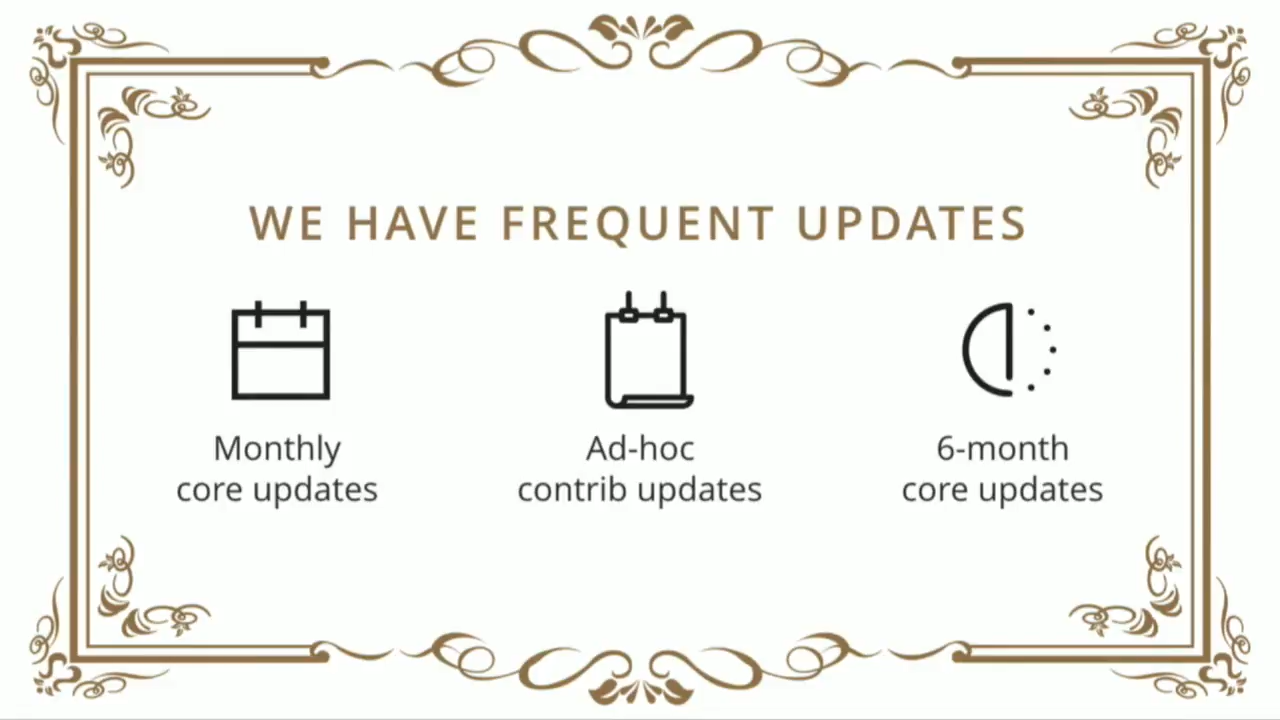 WE HAVE FREQUENT UPDATES
Monthly
core updates
Ad-hoc
contrib updates
6-month
core updates